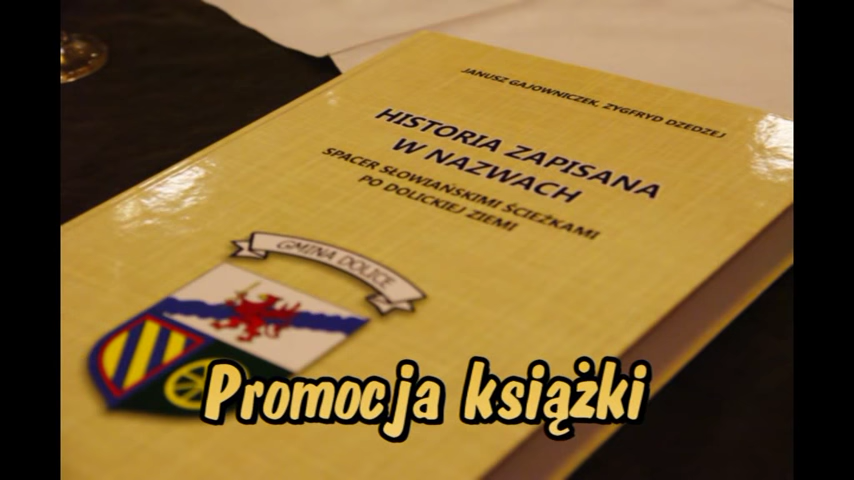 JANUSZ GAJOWNICZEK, ZYGFRYD DZEDZEJ
HISTORIA ZAPISANA
W NAZWACH
SPACER SŁOWIAŃSKIMI ŚCIEŻKAMI
PO DOLICKIEJ ZIEMI
GMINA DOLICE
Promocja książki